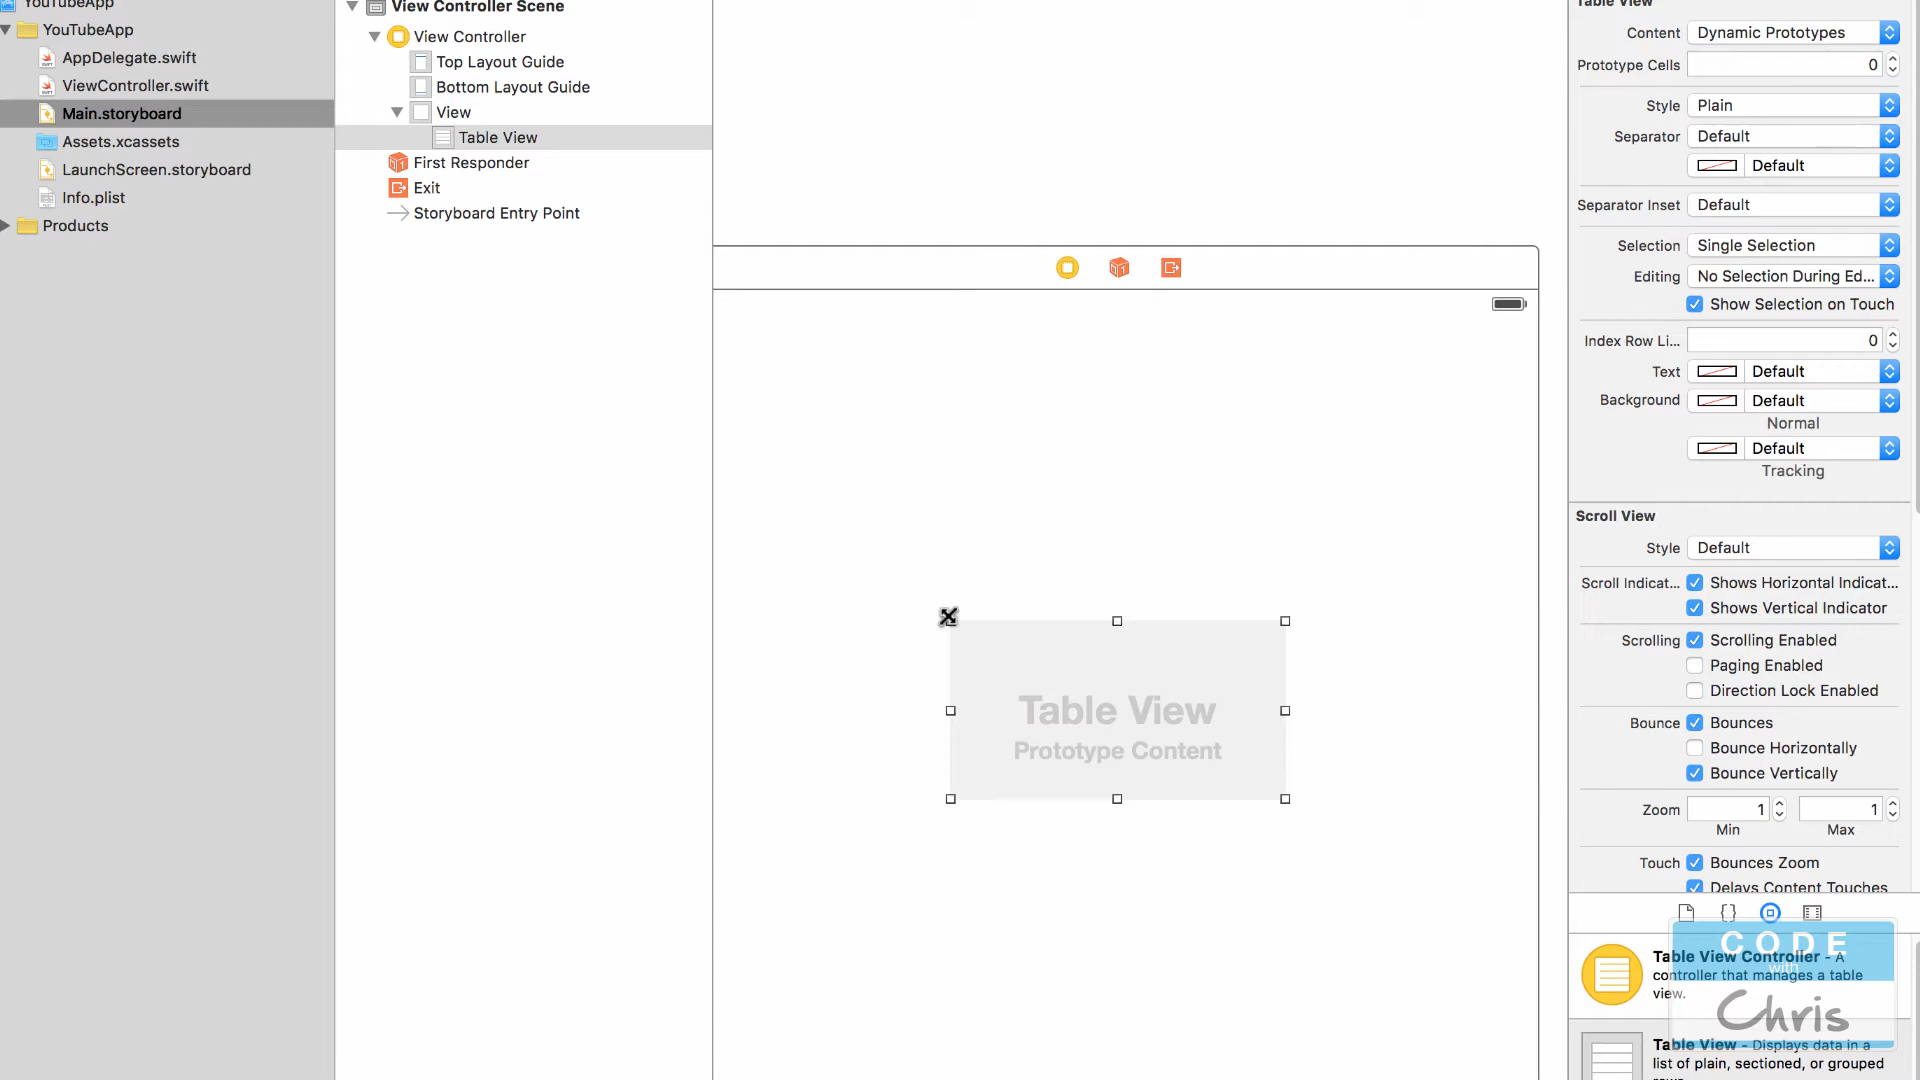 YouTubeApp
YouTubeApp
AppDelegate.swift
ViewController.swift
Main.storyboard
Assets.xcassets
LaunchScreen.storyboard
Info.plist
Products
View Controller Scene
View Controller
Top Layout Guide
Bottom Layout Guide
View
Table View
First Responder
Exit
Storyboard Entry Point
Table View
Prototype Content
Table View
Content Dynamic Prototypes
Prototype Cells 0
Style Plain
Separator Default
Default
Separator Inset Default
Selection Single Selection
Editing No Selection During Ed...
Show Selection on Touch
Index Row Li... 0
Text Default
Background Default
Normal
Default
Tracking
Scroll View
Style Default
Scroll Indicat... Shows Horizontal Indicat...
Shows Vertical Indicator
Scrolling Scrolling Enabled
Paging Enabled
Direction Lock Enabled
Bounce Bounces
Bounce Horizontally
Bounce Vertically
Zoom 1 1
Min Max
Touch Bounces Zoom
Delays Content Touches
Table View Controller - A
controller that manages a table
view.
Table View - Displays data in a
list of plain, sectioned, or grouped
CODE
with
Chris